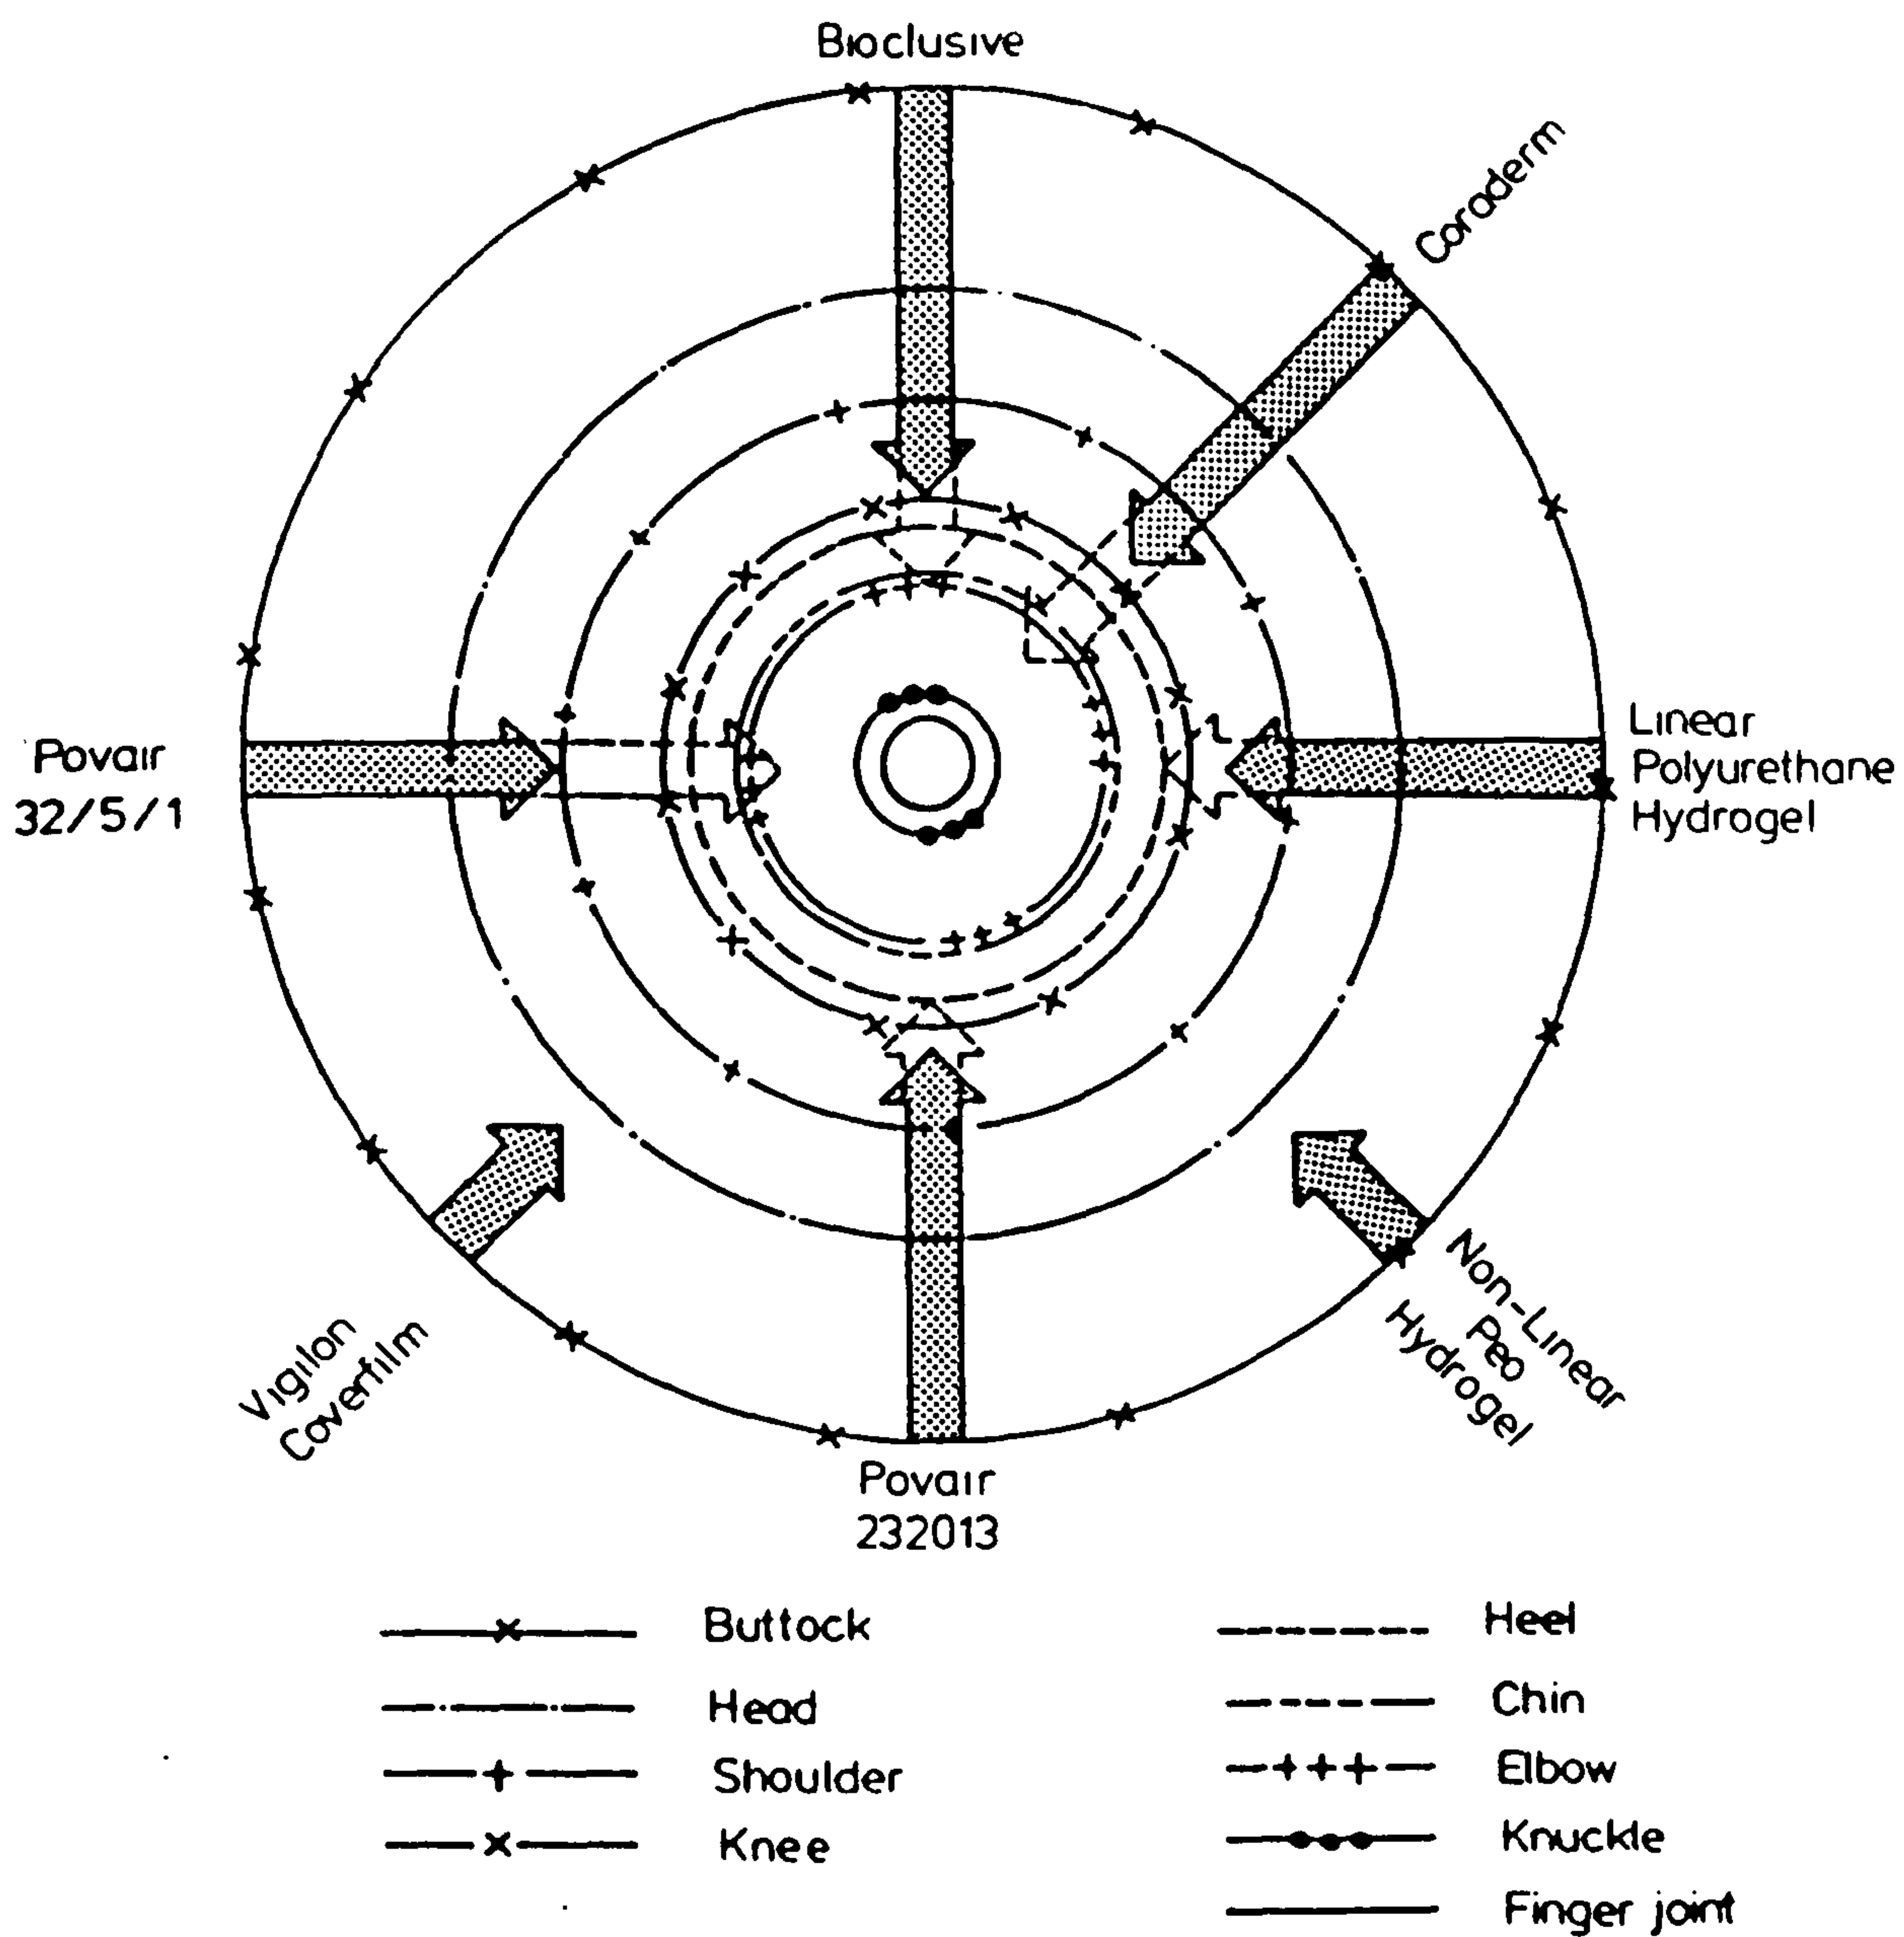 Bioclusive
Coraderm
Povair
32/5/1
Linear
Polyurethane
Hydrogel
Vigilon
Coverfilm
Non-Linear
Peo
Hydrogel
Povair
232013
Buttock
Head
Shoulder
Knee
Heel
Chin
Elbow
Knuckle
Finger joint